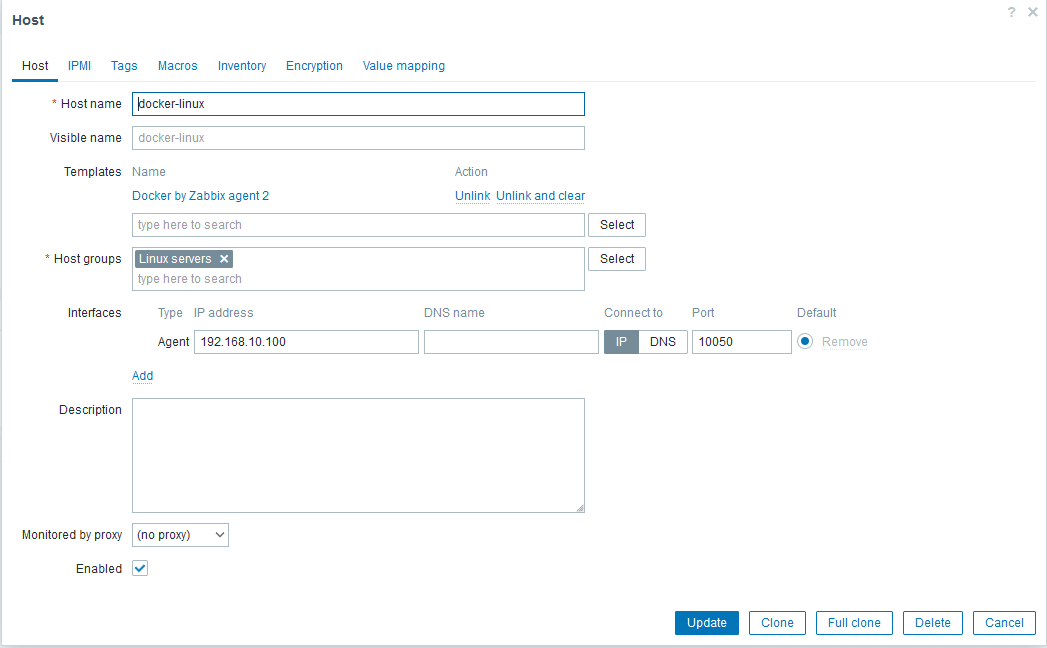 Host ? ×
Host IPMI Tags Macros Inventory Encryption Value mapping
* Host name docker-linux
Visible name docker-linux
Templates Name Action
Docker by Zabbix agent 2 Unlink Unlink and clear
type here to search Select
* Host groups Linux servers × Select
type here to search
Interfaces Type IP address DNS name Connect to Port Default
Agent 192.168.10.100 IP DNS 10050 Remove
Add
Description
Monitored by proxy (no proxy)
Enabled
Update Clone Full clone Delete Cancel